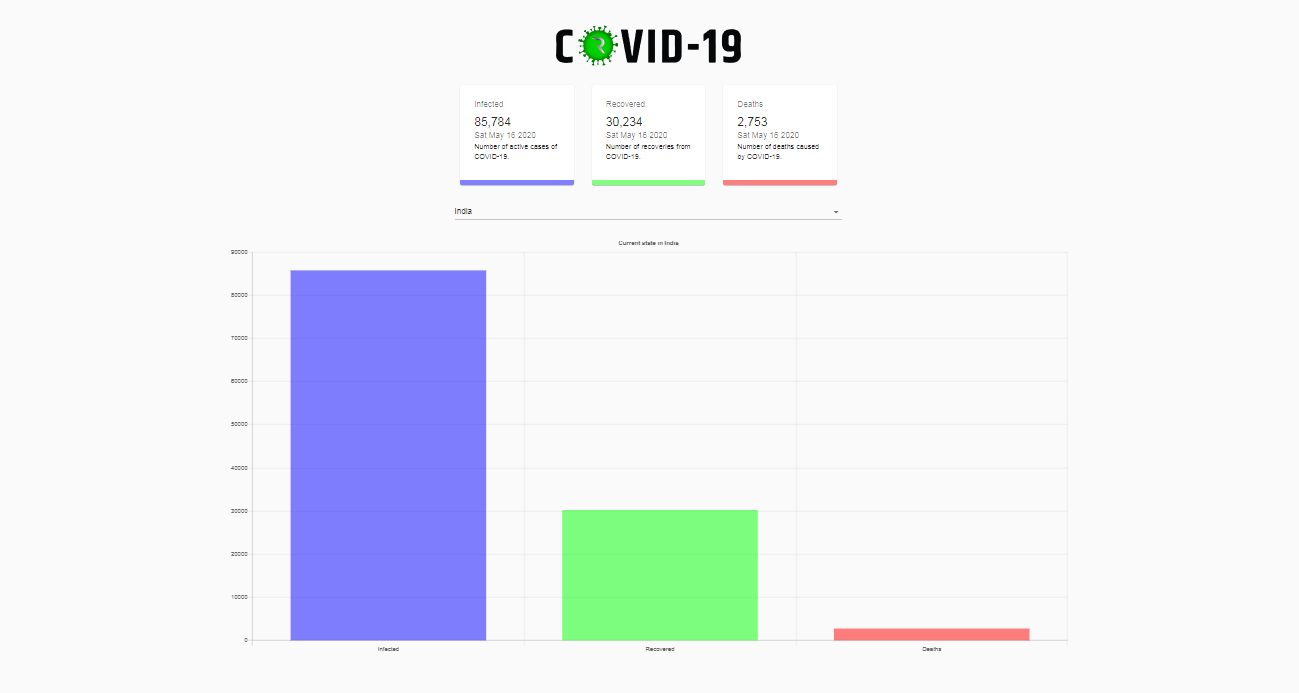 COVID-19
Infected
85,784
Sat May 16 2020
Number of active cases of
COVID-19.
Recovered
30,234
Sat May 16 2020
Number of recoveries from
COVID-19.
Deaths
2,753
Sat May 16 2020
Number of deaths caused
by COVID-19.
India
Current state in India
90000
80000
70000
60000
50000
40000
30000
20000
10000
0
Infected
Recovered
Deaths